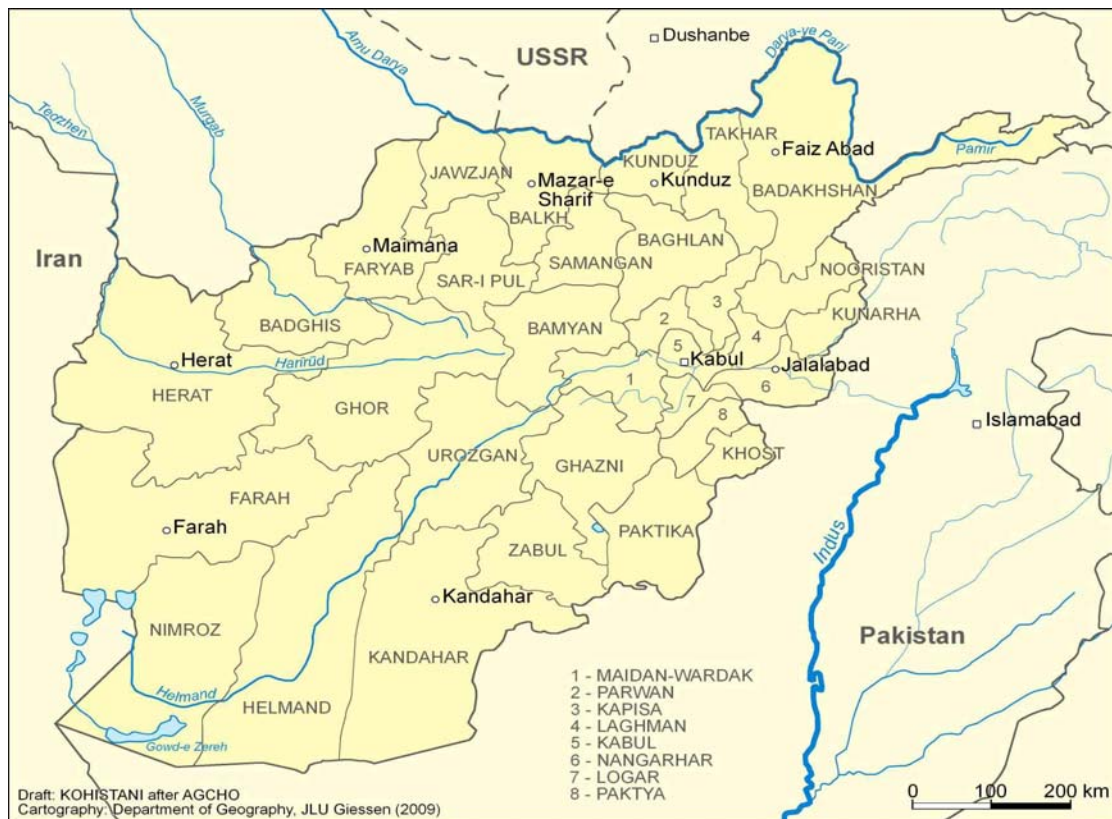 Dushanbe
USSR
Amu Darya
Darya-ye Panj
Murgab
Teozhen
TAKHAR
Faiz Abad
Pamir
KUNDUZ
Kunduz
JAWZJAN
Mazar-e
Sharif
BADAKHSHAN
BALKH
Maimana
BAGHLAN
Iran
FARYAB
SAMANGAN
NOORISTAN
SAR-I PUL
KUNARHA
3
BADGHIS
BAMYAN
2
4
5
Kabul
Herat
Harirūd
Jalalabad
1
6
HERAT
GHOR
7
8
Islamabad
UROZGAN
KHOST
GHAZNI
FARAH
Farah
PAKTIKA
Indus
ZABUL
Kandahar
NIMROZ
Pakistan
KANDAHAR
Helmand
HELMAND
Gowd-e Zereh
1 - MAIDAN-WARDAK
2 - PARWAN
3 - KAPISA
4 - LAGHMAN
5 - KABUL
6 - NANGARHAR
7 - LOGAR
8 - PAKTYA
Draft: KOHISTANI after AGCHO
Cartography: Department of Geography, JLU Giessen (2009)
0 100 200 km